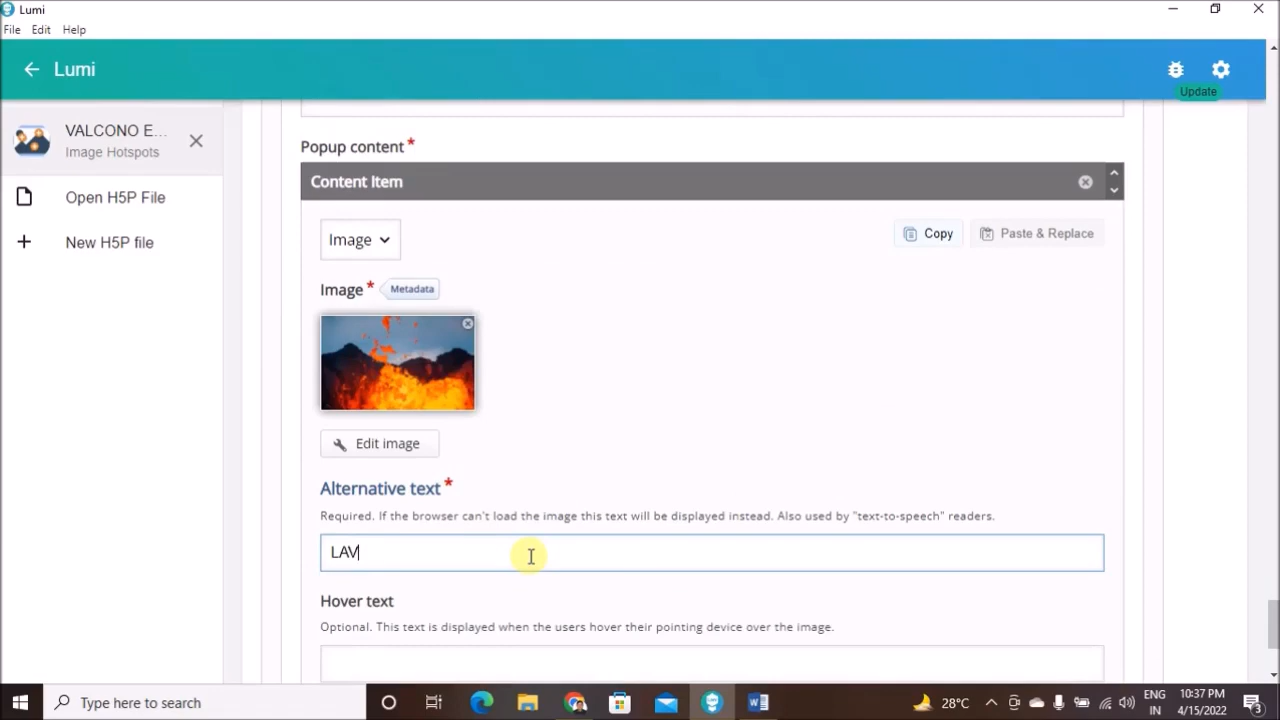 Lumi
File Edit Help
Lumi
Update
VALCONO E...
Image Hotspots
Open H5P File
New H5P file
Popup content *
Content Item
Image
Copy
Paste & Replace
Image * Metadata
Edit image
Alternative text *
Required. If the browser can't load the image this text will be displayed instead. Also used by "text-to-speech" readers.
LAV
Hover text
Optional. This text is displayed when the users hover their pointing device over the image.
Type here to search
28°C
ENG
IN
10:37 PM
4/15/2022
3